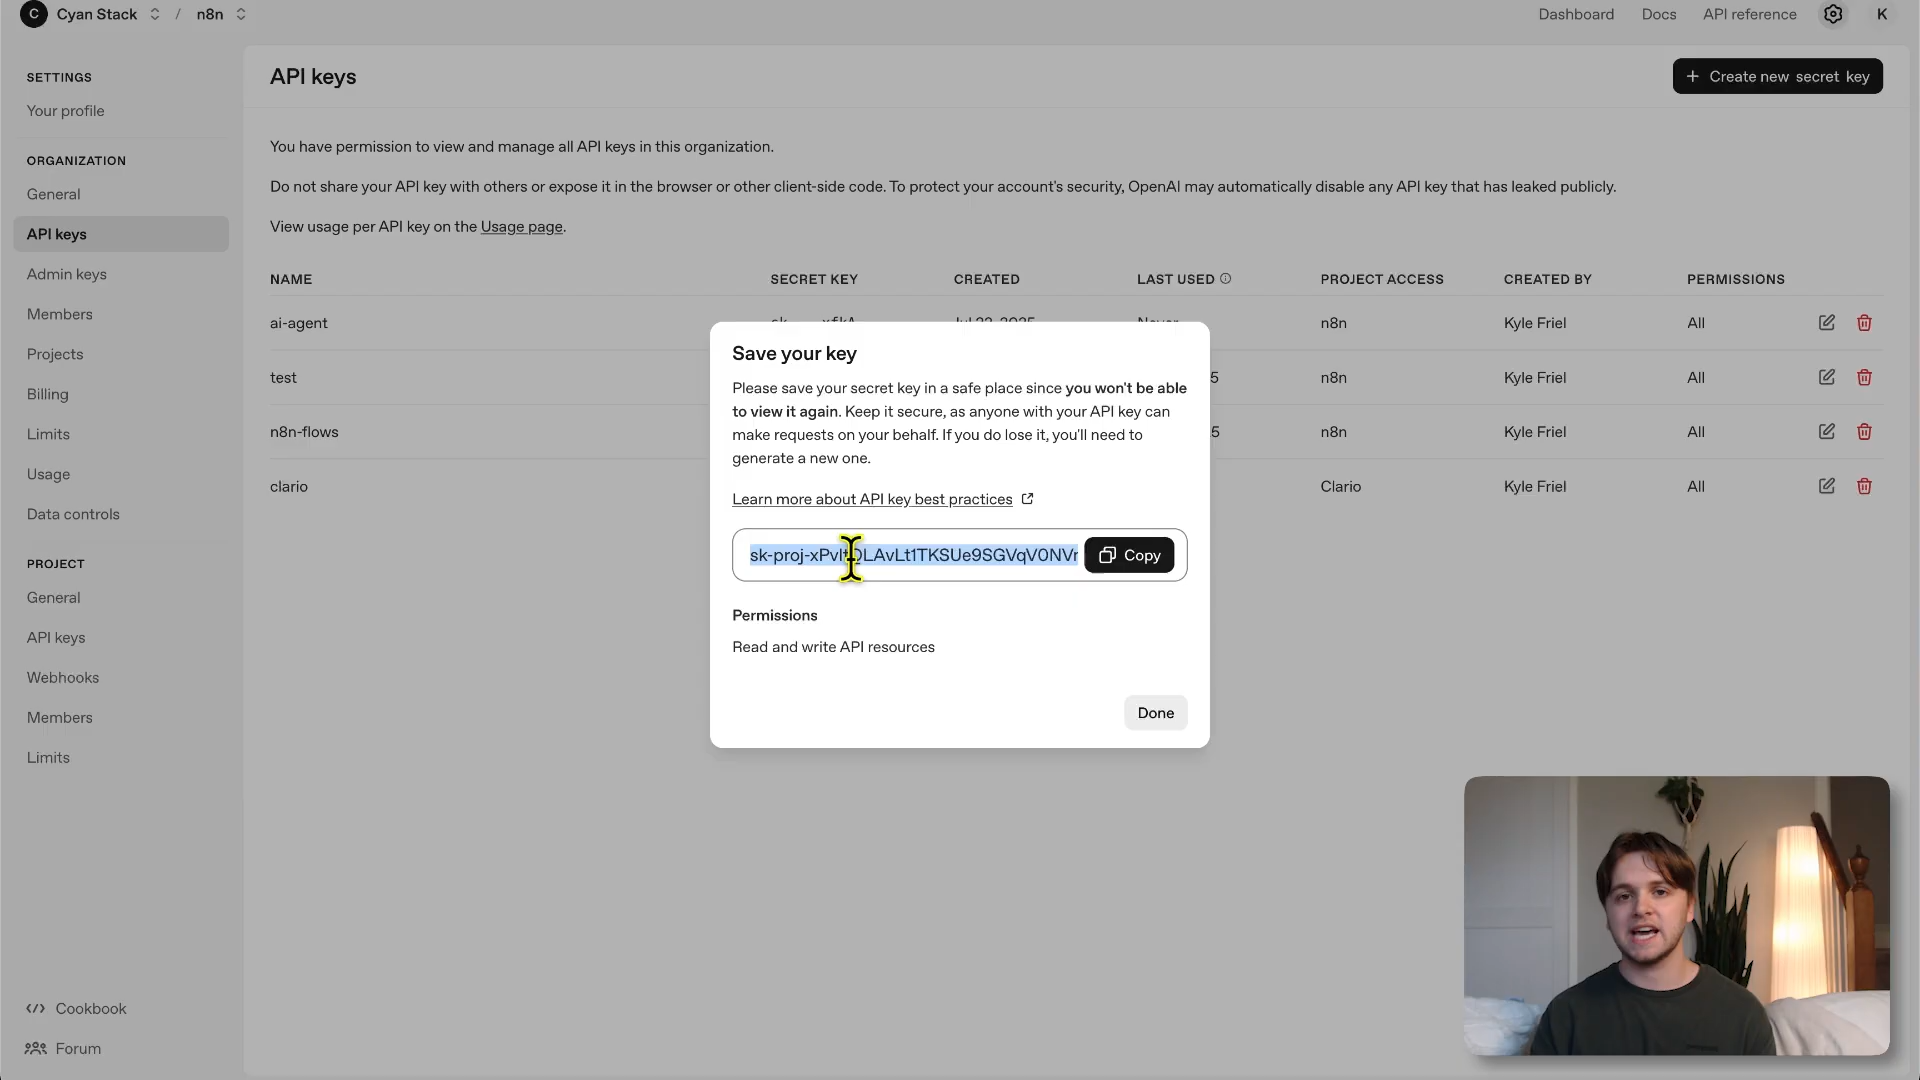 C Cyan Stack / n8n Dashboard Docs API reference K
SETTINGS
Your profile
ORGANIZATION
General
API keys
Admin keys
Members
Projects
Billing
Limits
Usage
Data controls
PROJECT
General
API keys
Webhooks
Members
Limits
Cookbook
Forum
API keys
+ Create new secret key
You have permission to view and manage all API keys in this organization.
Do not share your API key with others or expose it in the browser or other client-side code. To protect your account's security, OpenAI may automatically disable any API key that has leaked publicly.
View usage per API key on the Usage page.
NAME SECRET KEY CREATED LAST USED PROJECT ACCESS CREATED BY PERMISSIONS
ai-agent n8n Kyle Friel All
test 5 n8n Kyle Friel All
n8n-flows 5 n8n Kyle Friel All
clario Clario Kyle Friel All
Save your key
Please save your secret key in a safe place since you won't be able
to view it again. Keep it secure, as anyone with your API key can
make requests on your behalf. If you do lose it, you'll need to
generate a new one.
Learn more about API key best practices
Copy
Permissions
Read and write API resources
Done